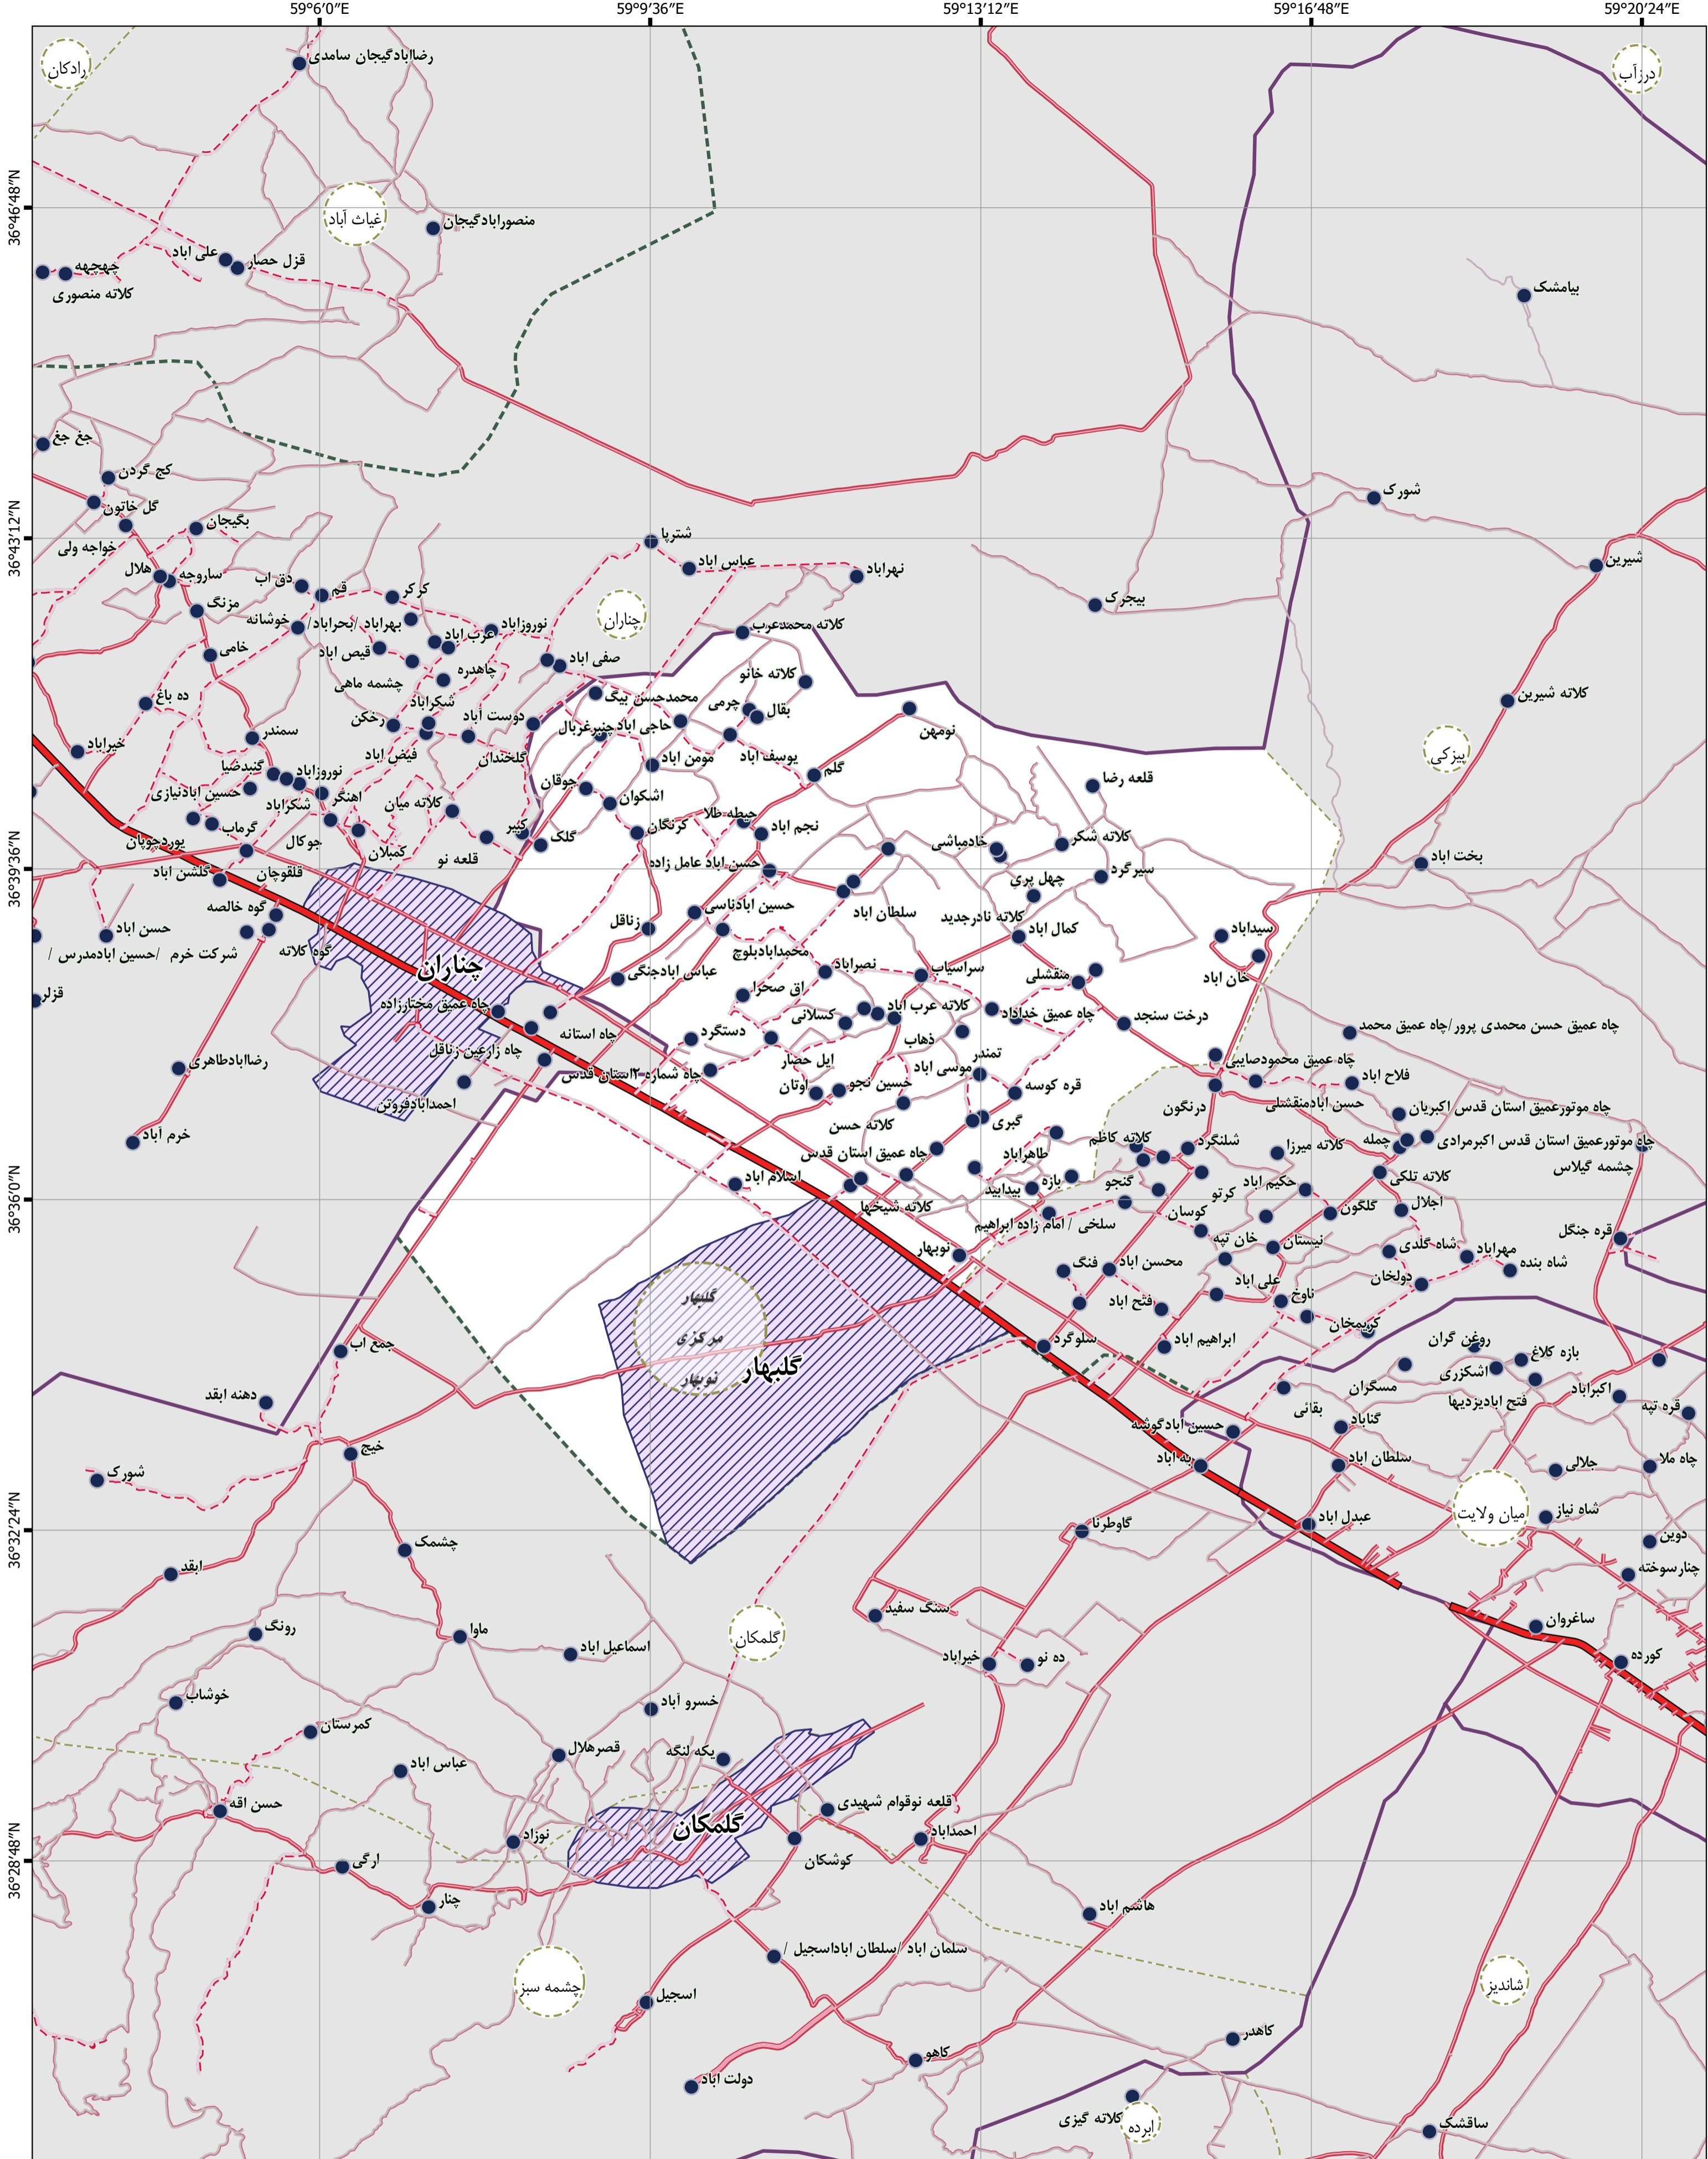 59°6′0″E
59°9′36″E
59°13′12″E
59°16′48″E
59°20′24″E
رضاابادگیجان سامدی
رادکان
درزآب
36°46′48″N
غیاث آباد
منصورابادگیجان
علی اباد
قزل حصار
چهچهه
کلاته منصوری
بیامشک
جغ جغ
کج گردن
گل خاتون
بگیجان
خواجه ولی
شورک
36°43′12″N
شترپا
عباس اباد
نهراباد
شیرین
هلال
ساروجه
دق اب
قم
کرکر
مزنگ
بیجرک
چناران
خوشانه
بهراباد /بحراباد/
نوروزاباد
عرب اباد
کلاته محمدعرب
خامی
قیص اباد
صفی اباد
چاهدره
چشمه ماهی
کلاته خانو
ده باغ
شکراباد
محمدحسن بیگ
چرمی
بقال
کلاته شیرین
رخکن
دوست آباد
حاجی اباد
چنبرغربال
نومهن
سمندر
خیراباد
فیض اباد
گلخندان
مومن اباد
یوسف اباد
پیزکی
گنبدضیا
نوروزاباد
گلم
قلعه رضا
حسین ابادنیازی
اهنگر
شکراباد
کلاته میان
جوقان
اشکوان
گرماب
جوکال
کبیر
گلک
کرنگان
حیطه طلا
نجم اباد
خادمباشی
کلاته شکر
یوردچوپان
کمبلان
قلعه نو
حسن اباد عامل زاده
بخت اباد
36°39′36″N
گلشن اباد
قلقوچان
چهل پري
سیرگرد
گوه خالصه
حسین ابادناسی
سلطان اباد
کلاته نادرجدید
حسن اباد
زناقل
کمال اباد
سیداباد
شرکت خرم /حسین ابادمدرس /
گوه کلاته
محمدابادبلوچ
چناران
عباس ابادجنگی
نصراباد
سراسیاب
منقشلی
خان اباد
قزلر
اق صحرا
چاه عمیق مختارزاده
کسلانی
کلاته عرب اباد
چاه عمیق خداداد
درخت سنجد
چاه عمیق حسن محمدی پرور/چاه عمیق محمد
چاه استانه
دستگرد
ذهاب
چاه زارعین زناقل
ایل حصار
تمندر
رضاابادطاهری
چاه شماره ۱۲استان قدس
موسی اباد
چاه عمیق محمودصابیی
فلاح اباد
اوتان
حسین نجو
قره کوسه
احمدابادفروتن
درنگون
حسن ابادمنقشلی
چاه موتورعمیق استان قدس اکبریان
خرم آباد
کلاته حسن
گبری
کلاته کاظم
شلنگرد
کلاته میرزا
چمله
چاه موتورعمیق استان قدس اکبرمرادی
چاه عمیق استان قدس
طاهراباد
چشمه گیلاس
36°36′0″N
اسلام اباد
بازه
بیدابید
گنجو
کرتو
حکیم اباد
کلاته تلکی
کلاته شیخها
سلخی / امام زاده ابراهیم
کوسان
گلگون
اجلال
قره جنگل
نوبهار
خان تپه
نیستان
شاه گلدی
مهراباد
شاه بنده
فنگ
محسن اباد
علی اباد
دولخان
گلبهار
مرکزی
نوبهار
فتح اباد
ناوخ
کریمخان
جمع اب
گلبهار
سلوگرد
ابراهیم اباد
روغن گران
بازه کلاغ
اشکزری
دهنه ابقد
مسگران
بقائی
فتح ابادیزدیها
اکبراباد
قره تپه
خیج
حسین ابادگوشه
گناباد
به اباد
سلطان اباد
جلالی
چاه ملا
شورک
36°32′24″N
گاوطرنا
عبدل اباد
میان ولایت
شاه نیاز
دوین
چشمک
ابقد
چنارسوخته
سنگ سفید
ساغروان
رونگ
ماوا
گلمکان
اسماعیل اباد
خیراباد
ده نو
کورده
خوشاب
خسرو آباد
کمرستان
قصرهلال
یکه لنگه
عباس اباد
حسن اقه
قلعه نوقوام شهیدی
گلمکان
نوزاد
احمداباد
36°28′48″N
ارگی
کوشکان
چنار
هاشم اباد
سلمان اباد /سلطان اباداسجیل /
چشمه سبز
شاندیز
اسجیل
کاهدر
کاهو
دولت اباد
کلاته گیزی
ابرده
ساقشک